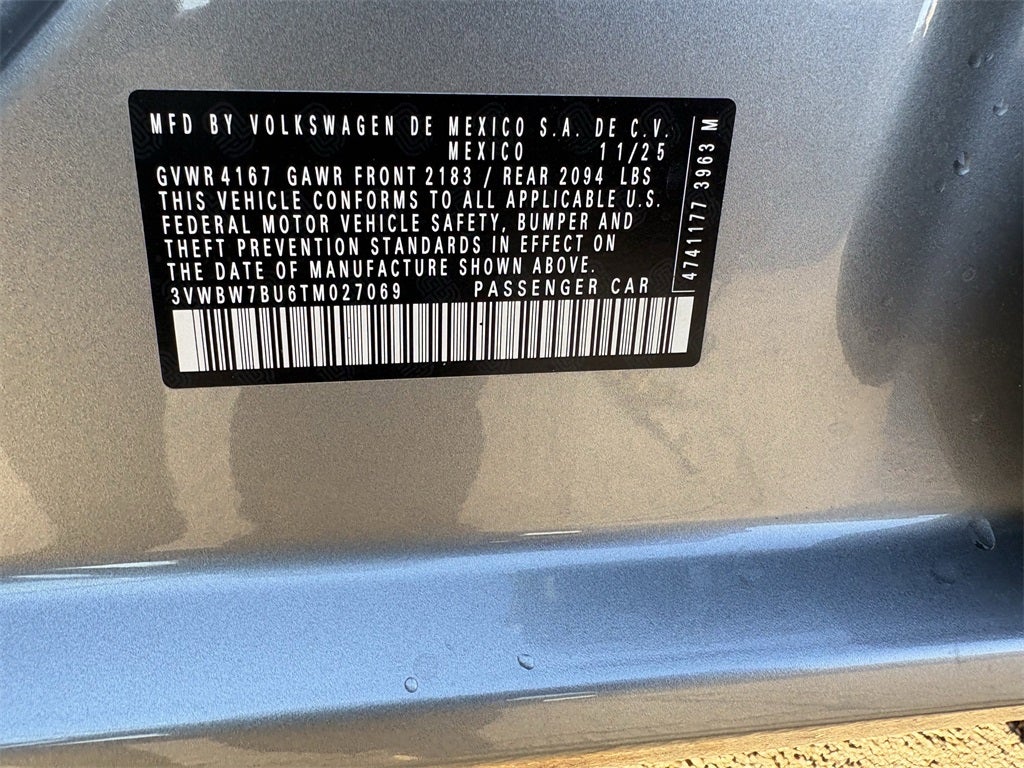 MFD BY VOLKSWAGEN DE MEXICO S.A. DE C.V.
MEXICO 11/25
GVWR 4167 GAWR FRONT 2183 / REAR 2094 LBS
THIS VEHICLE CONFORMS TO ALL APPLICABLE U.S.
FEDERAL MOTOR VEHICLE SAFETY, BUMPER AND
THEFT PREVENTION STANDARDS IN EFFECT ON
THE DATE OF MANUFACTURE SHOWN ABOVE.
3VWBW7BU6TM027069 PASSENGER CAR
4741177 3963 M